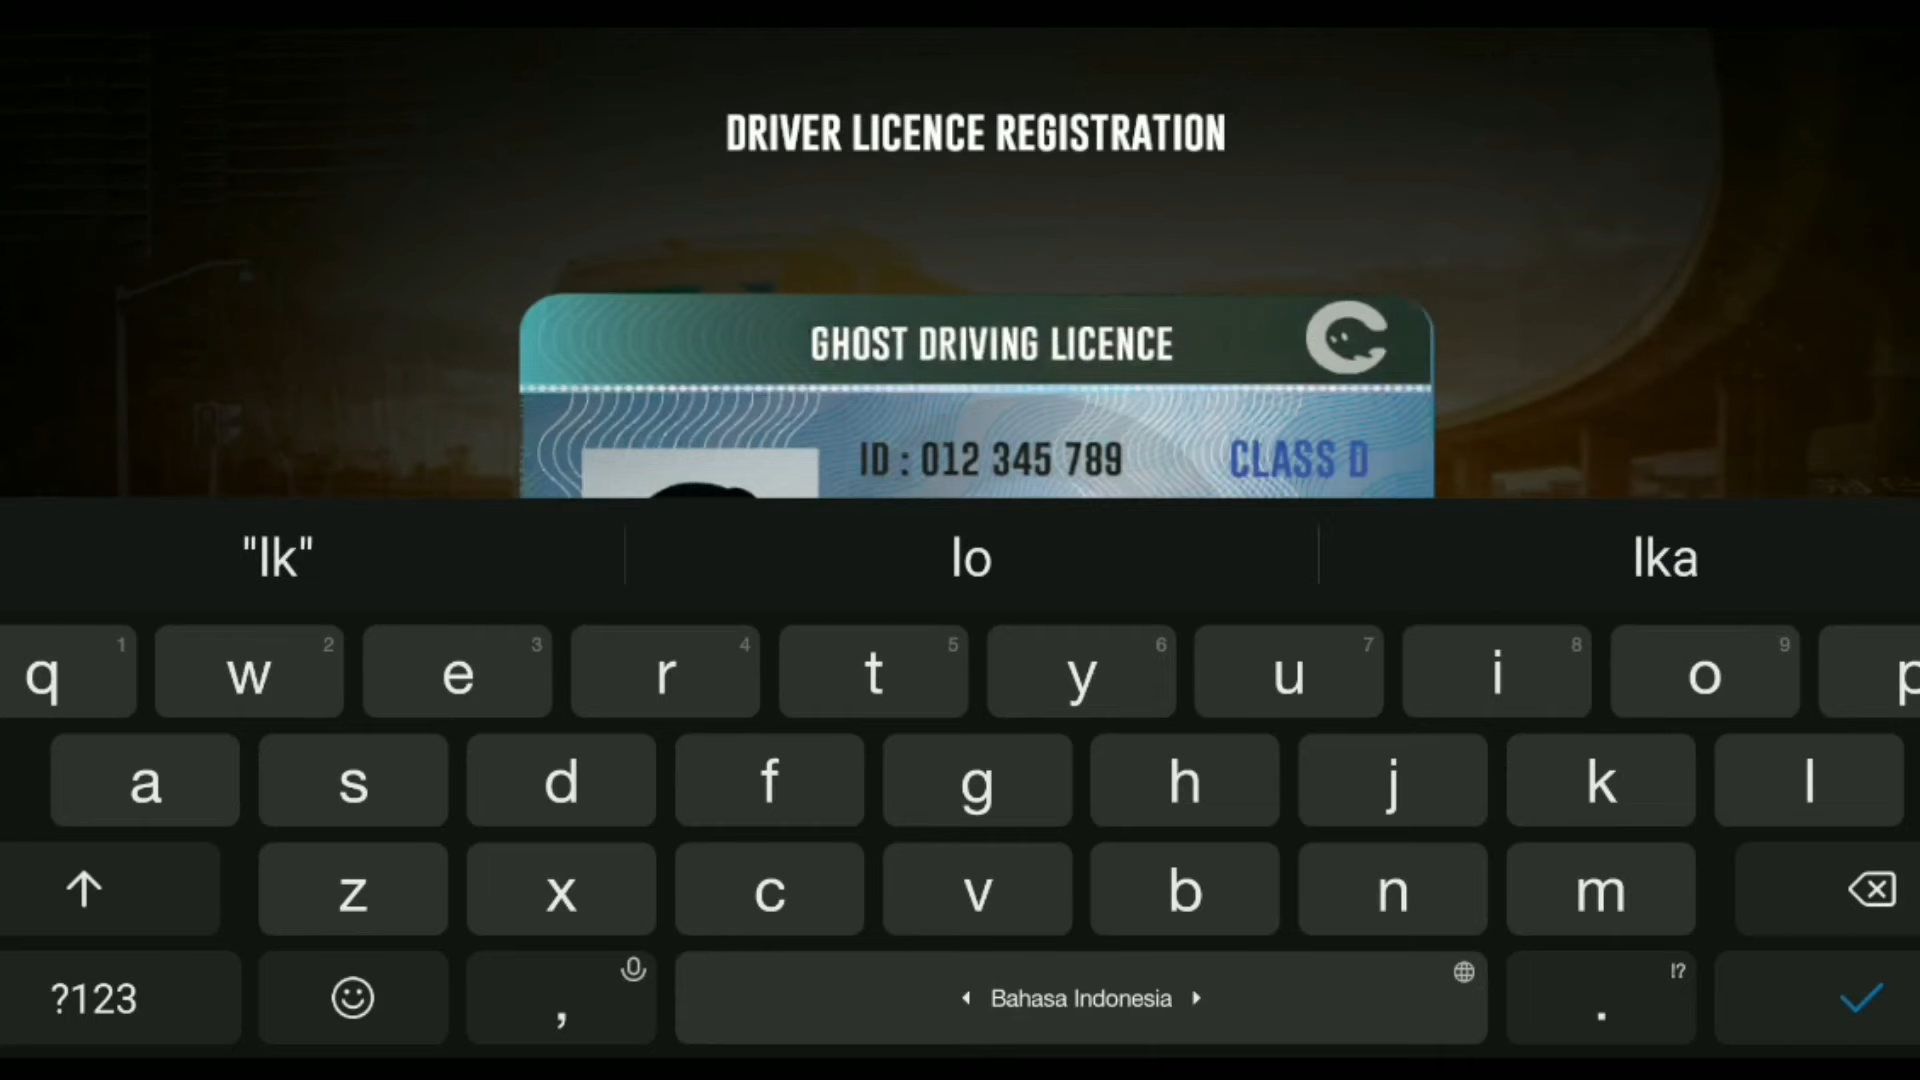 DRIVER LICENCE REGISTRATION
GHOST DRIVING LICENCE
ID : 012 345 789 CLASS D
"lk" lo lka
q 1 w 2 e 3 r 4 t 5 y 6 u 7 i 8 o 9 p
a s d f g h j k l
z x c v b n m
?123 , Bahasa Indonesia . !?